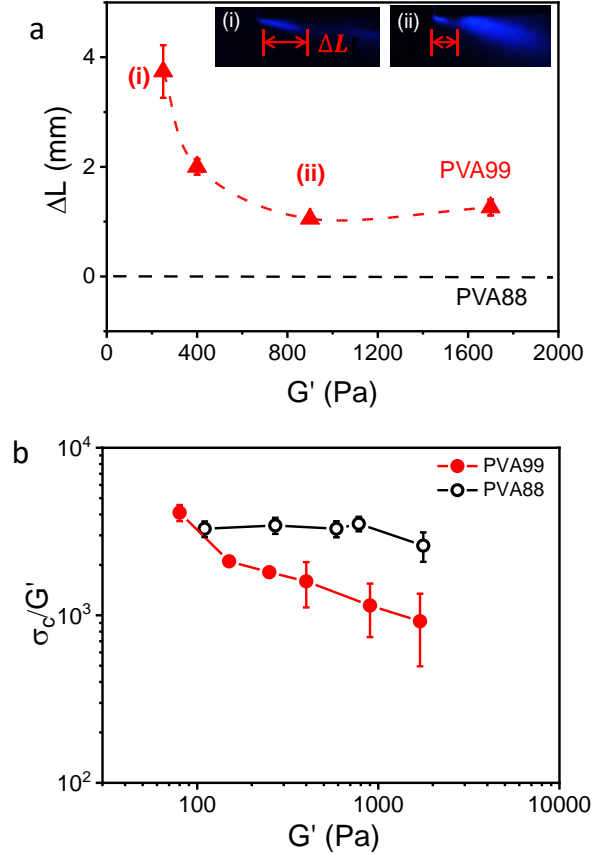 a
(i)
ΔL
(ii)
4
2
0
ΔL (mm)
(i)
(ii)
PVA99
PVA88
0
400
800
1200
1600
2000
G' (Pa)
b
10^4
10^3
10^2
σ_c/G'
PVA99
PVA88
100
1000
10000
G' (Pa)